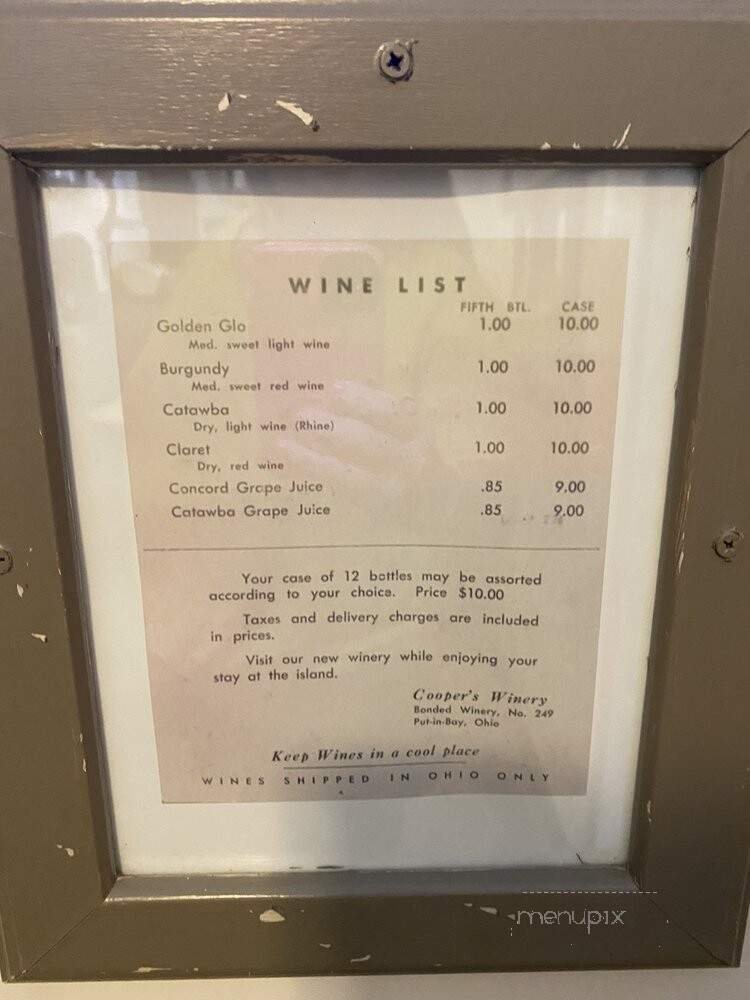 WINE LIST
FIFTH BTL. CASE
Golden Glo 1.00 10.00
Med. sweet light wine
Burgundy 1.00 10.00
Med. sweet red wine
Catawba 1.00 10.00
Dry, light wine (Rhine)
Claret 1.00 10.00
Dry, red wine
Concord Grape Juice .85 9.00
Catawba Grape Juice .85 9.00
Your case of 12 bottles may be assorted
according to your choice. Price $10.00
Taxes and delivery charges are included
in prices.
Visit our new winery while enjoying your
stay at the island.
Cooper's Winery
Bonded Winery, No. 249
Put-in-Bay, Ohio
Keep Wines in a cool place
WINES SHIPPED IN OHIO ONLY
menupix